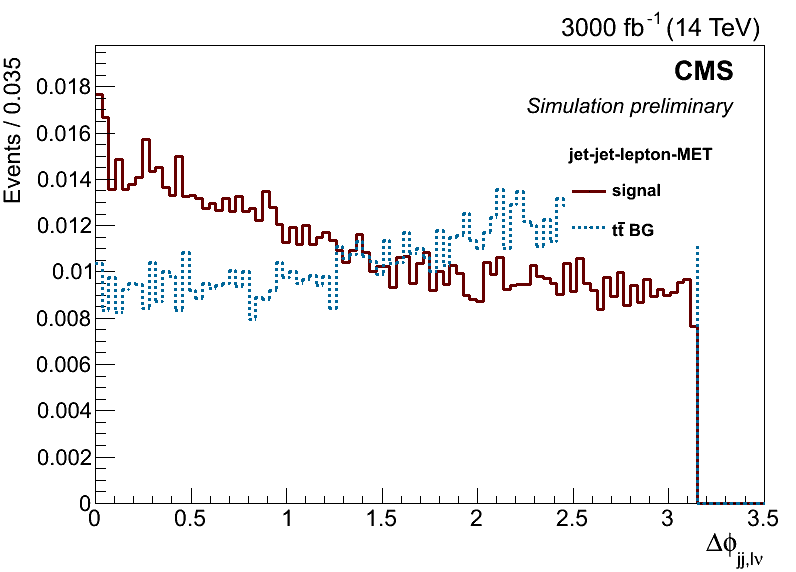 3000 fb⁻¹ (14 TeV)
CMS
Simulation preliminary
jet-jet-lepton-MET
signal
tt̄ BG
Events / 0.035
0.018
0.016
0.014
0.012
0.01
0.008
0.006
0.004
0.002
0
0 0.5 1 1.5 2 2.5 3 3.5
Δϕjj,lν